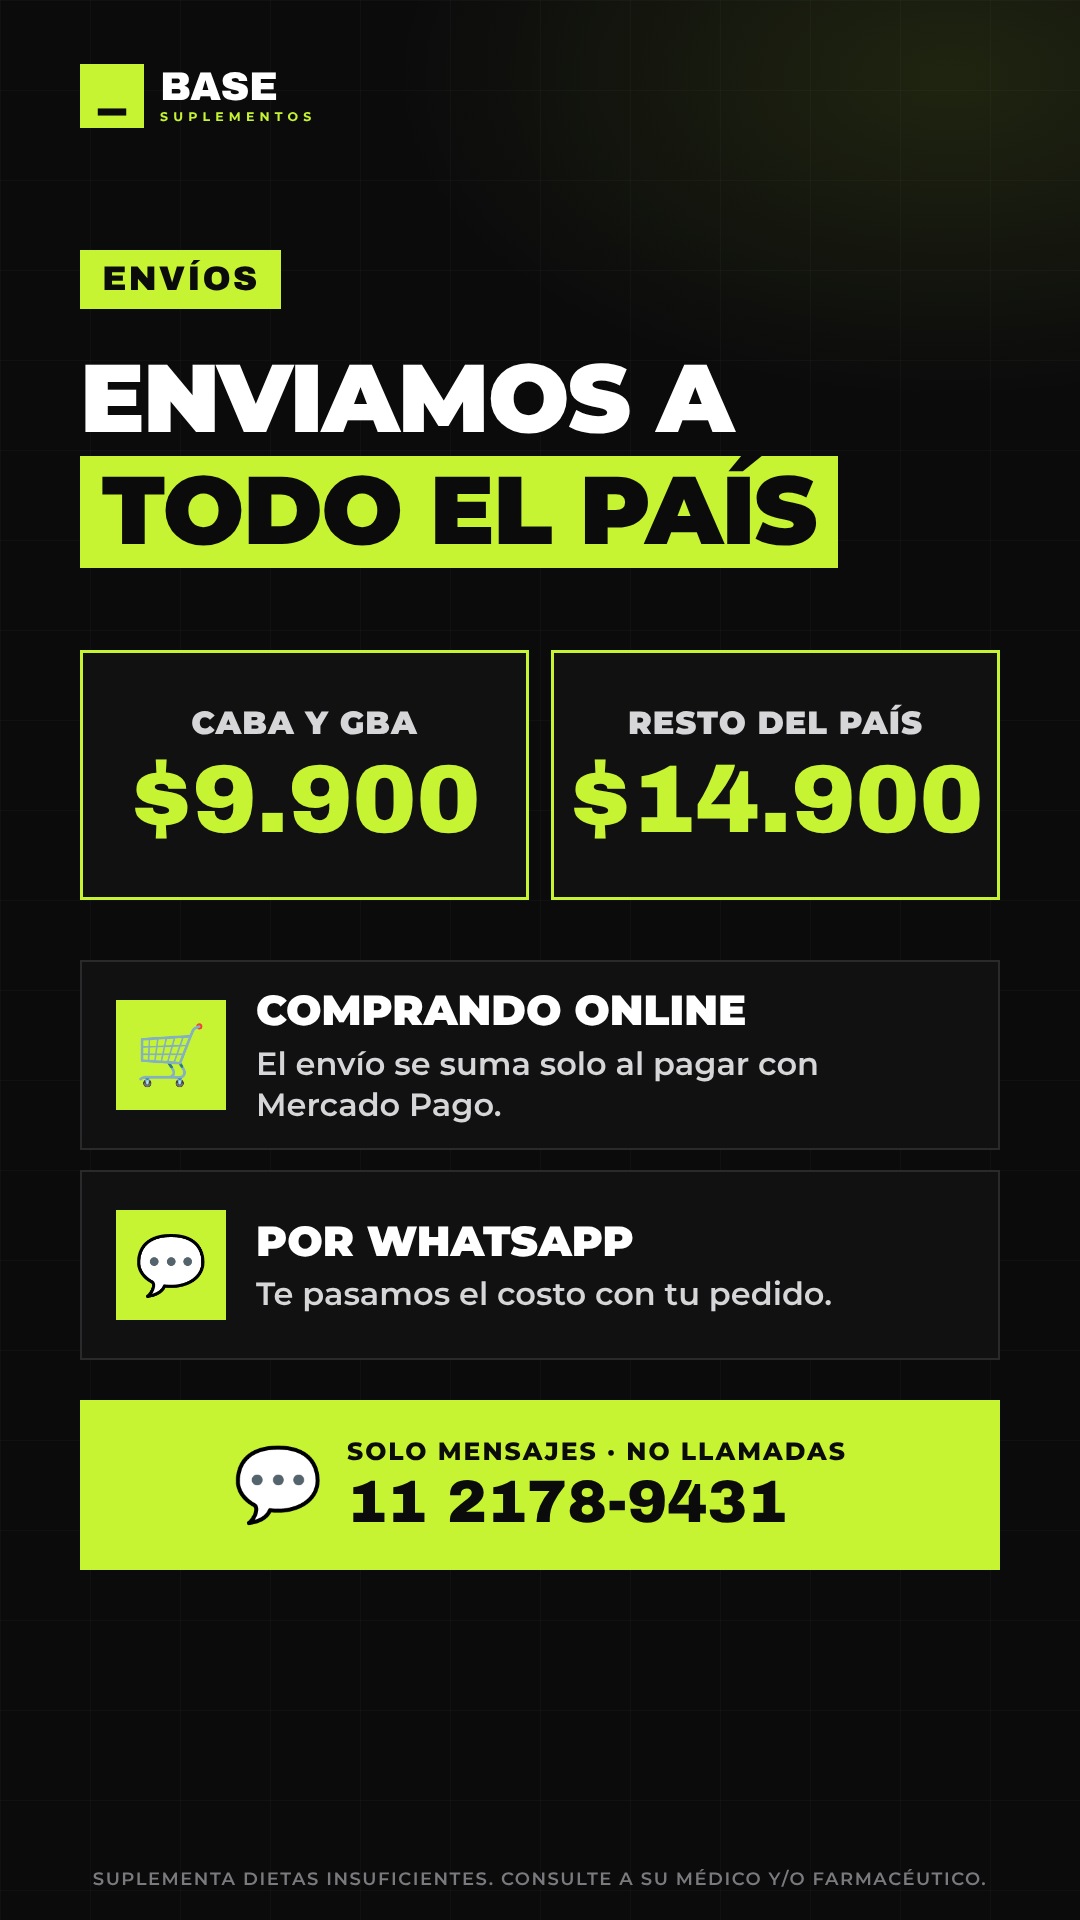 BASE
SUPLEMENTOS
ENVÍOS
ENVIAMOS A
TODO EL PAÍS
CABA Y GBA
$9.900
RESTO DEL PAÍS
$14.900
COMPRANDO ONLINE
El envío se suma solo al pagar con
Mercado Pago.
POR WHATSAPP
Te pasamos el costo con tu pedido.
SOLO MENSAJES · NO LLAMADAS
11 2178-9431
SUPLEMENTA DIETAS INSUFICIENTES. CONSULTE A SU MÉDICO Y/O FARMACÉUTICO.